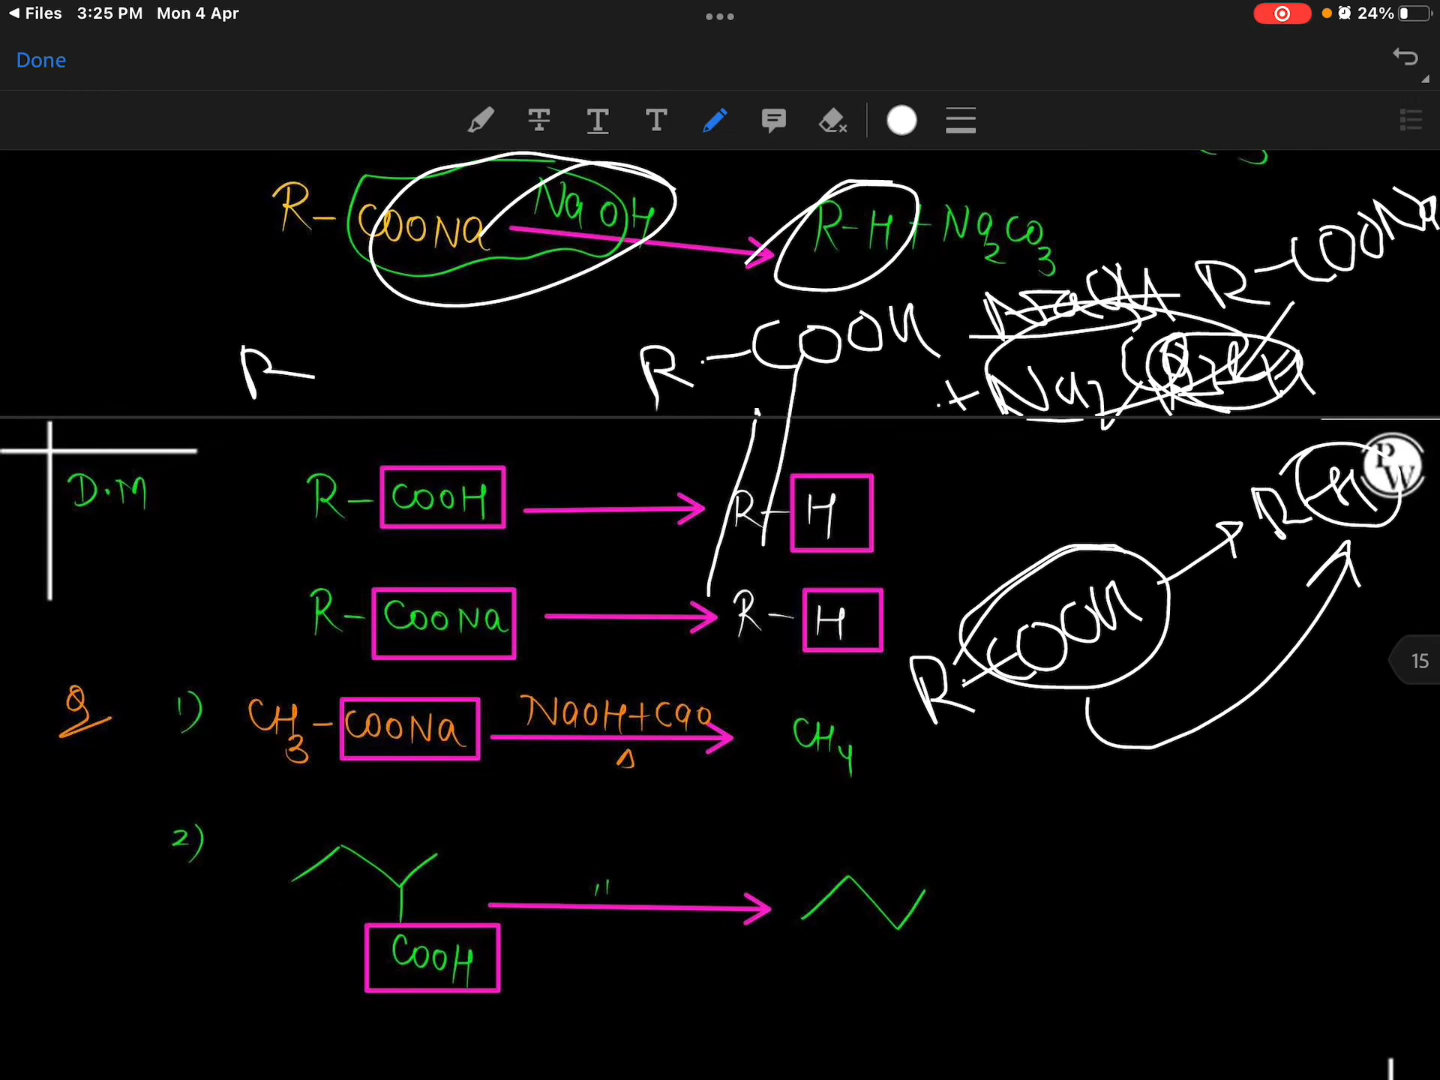 Files 3:25 PM Mon 4 Apr 24%
Done
T T T
R-COONa NaOH R-H + Na2CO3
R-COONa
R-COOH
+ Na2
R-
D.M R-COOH R-H
R-H
PW
R-COONa R-H
R-COOH
15
Q 1) CH3-COONa NaOH+CaO Δ CH4
2) "
COOH